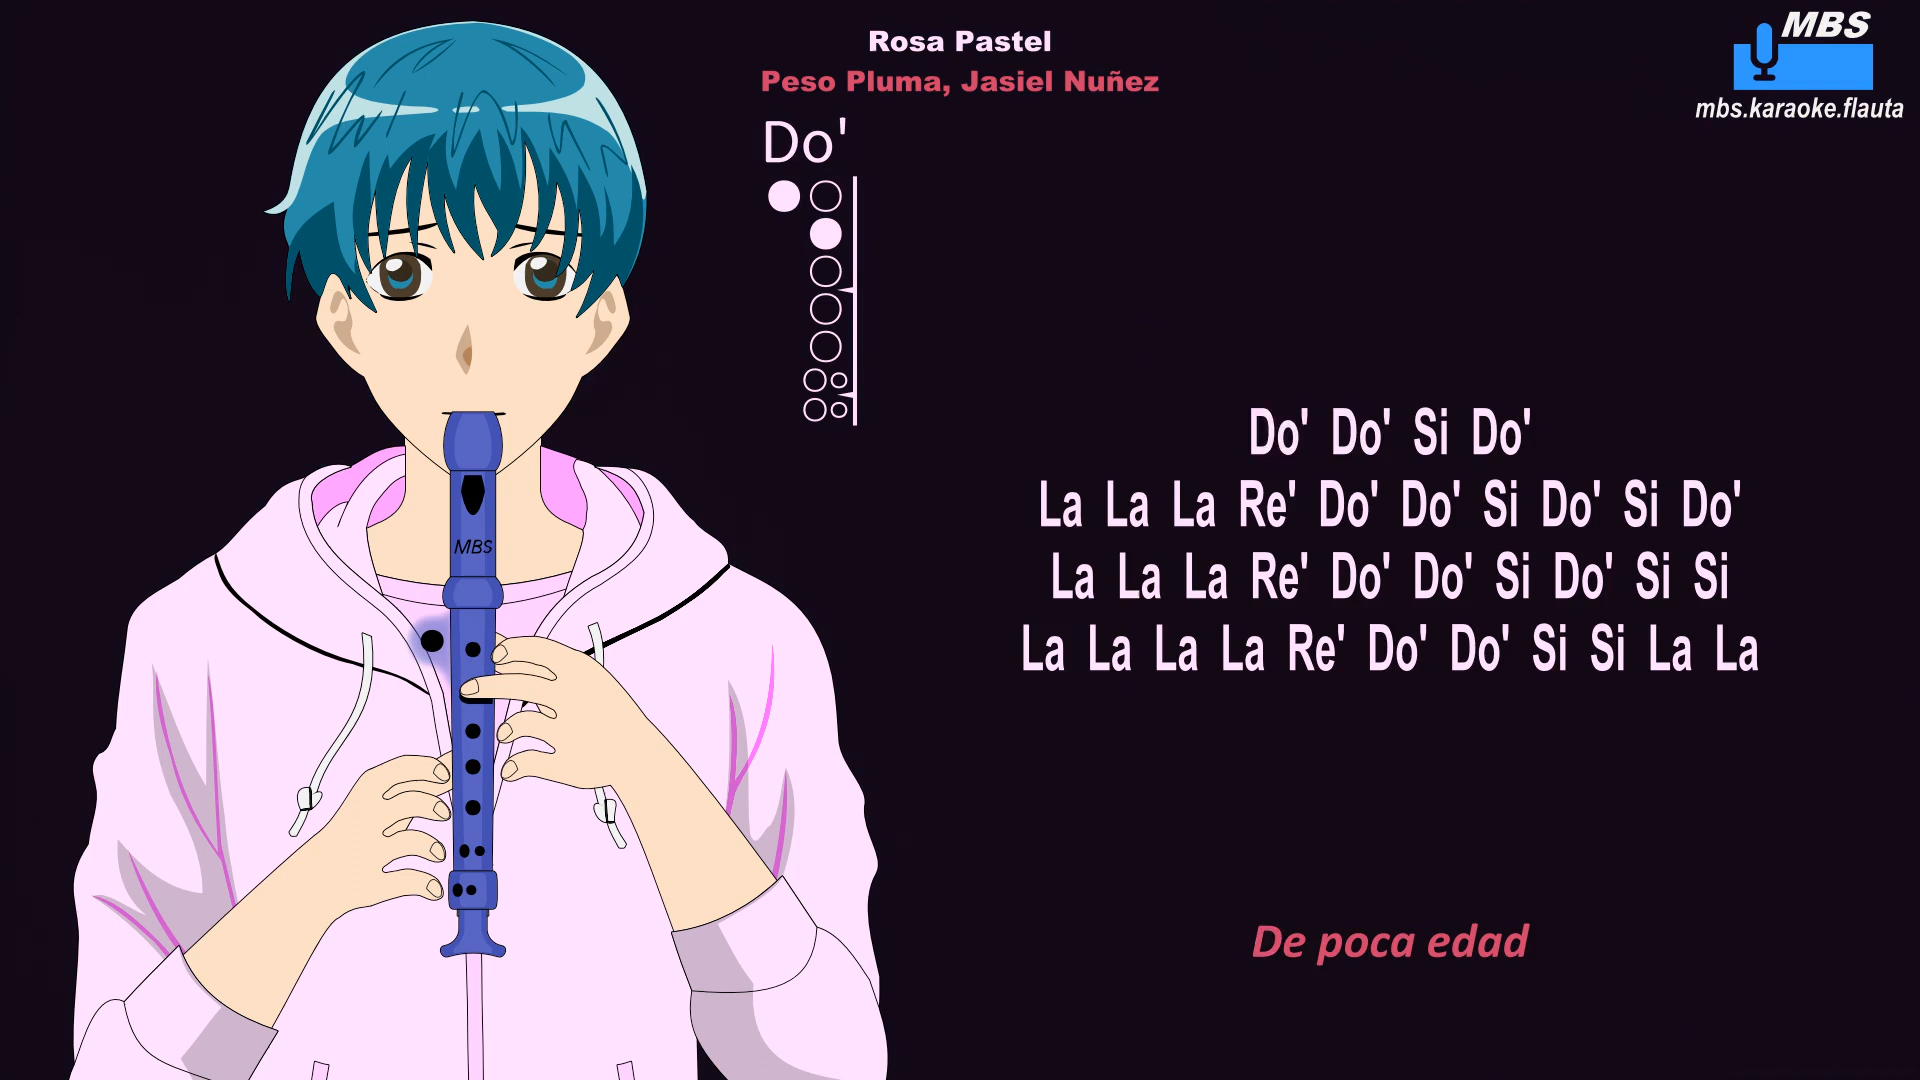 Rosa Pastel
Peso Pluma, Jasiel Nuñez
MBS
mbs.karaoke.flauta
Do'
MBS
Do' Do' Si Do'
La La La Re' Do' Do' Si Do' Si Do'
La La La Re' Do' Do' Si Do' Si Si
La La La La Re' Do' Do' Si Si La La
De poca edad